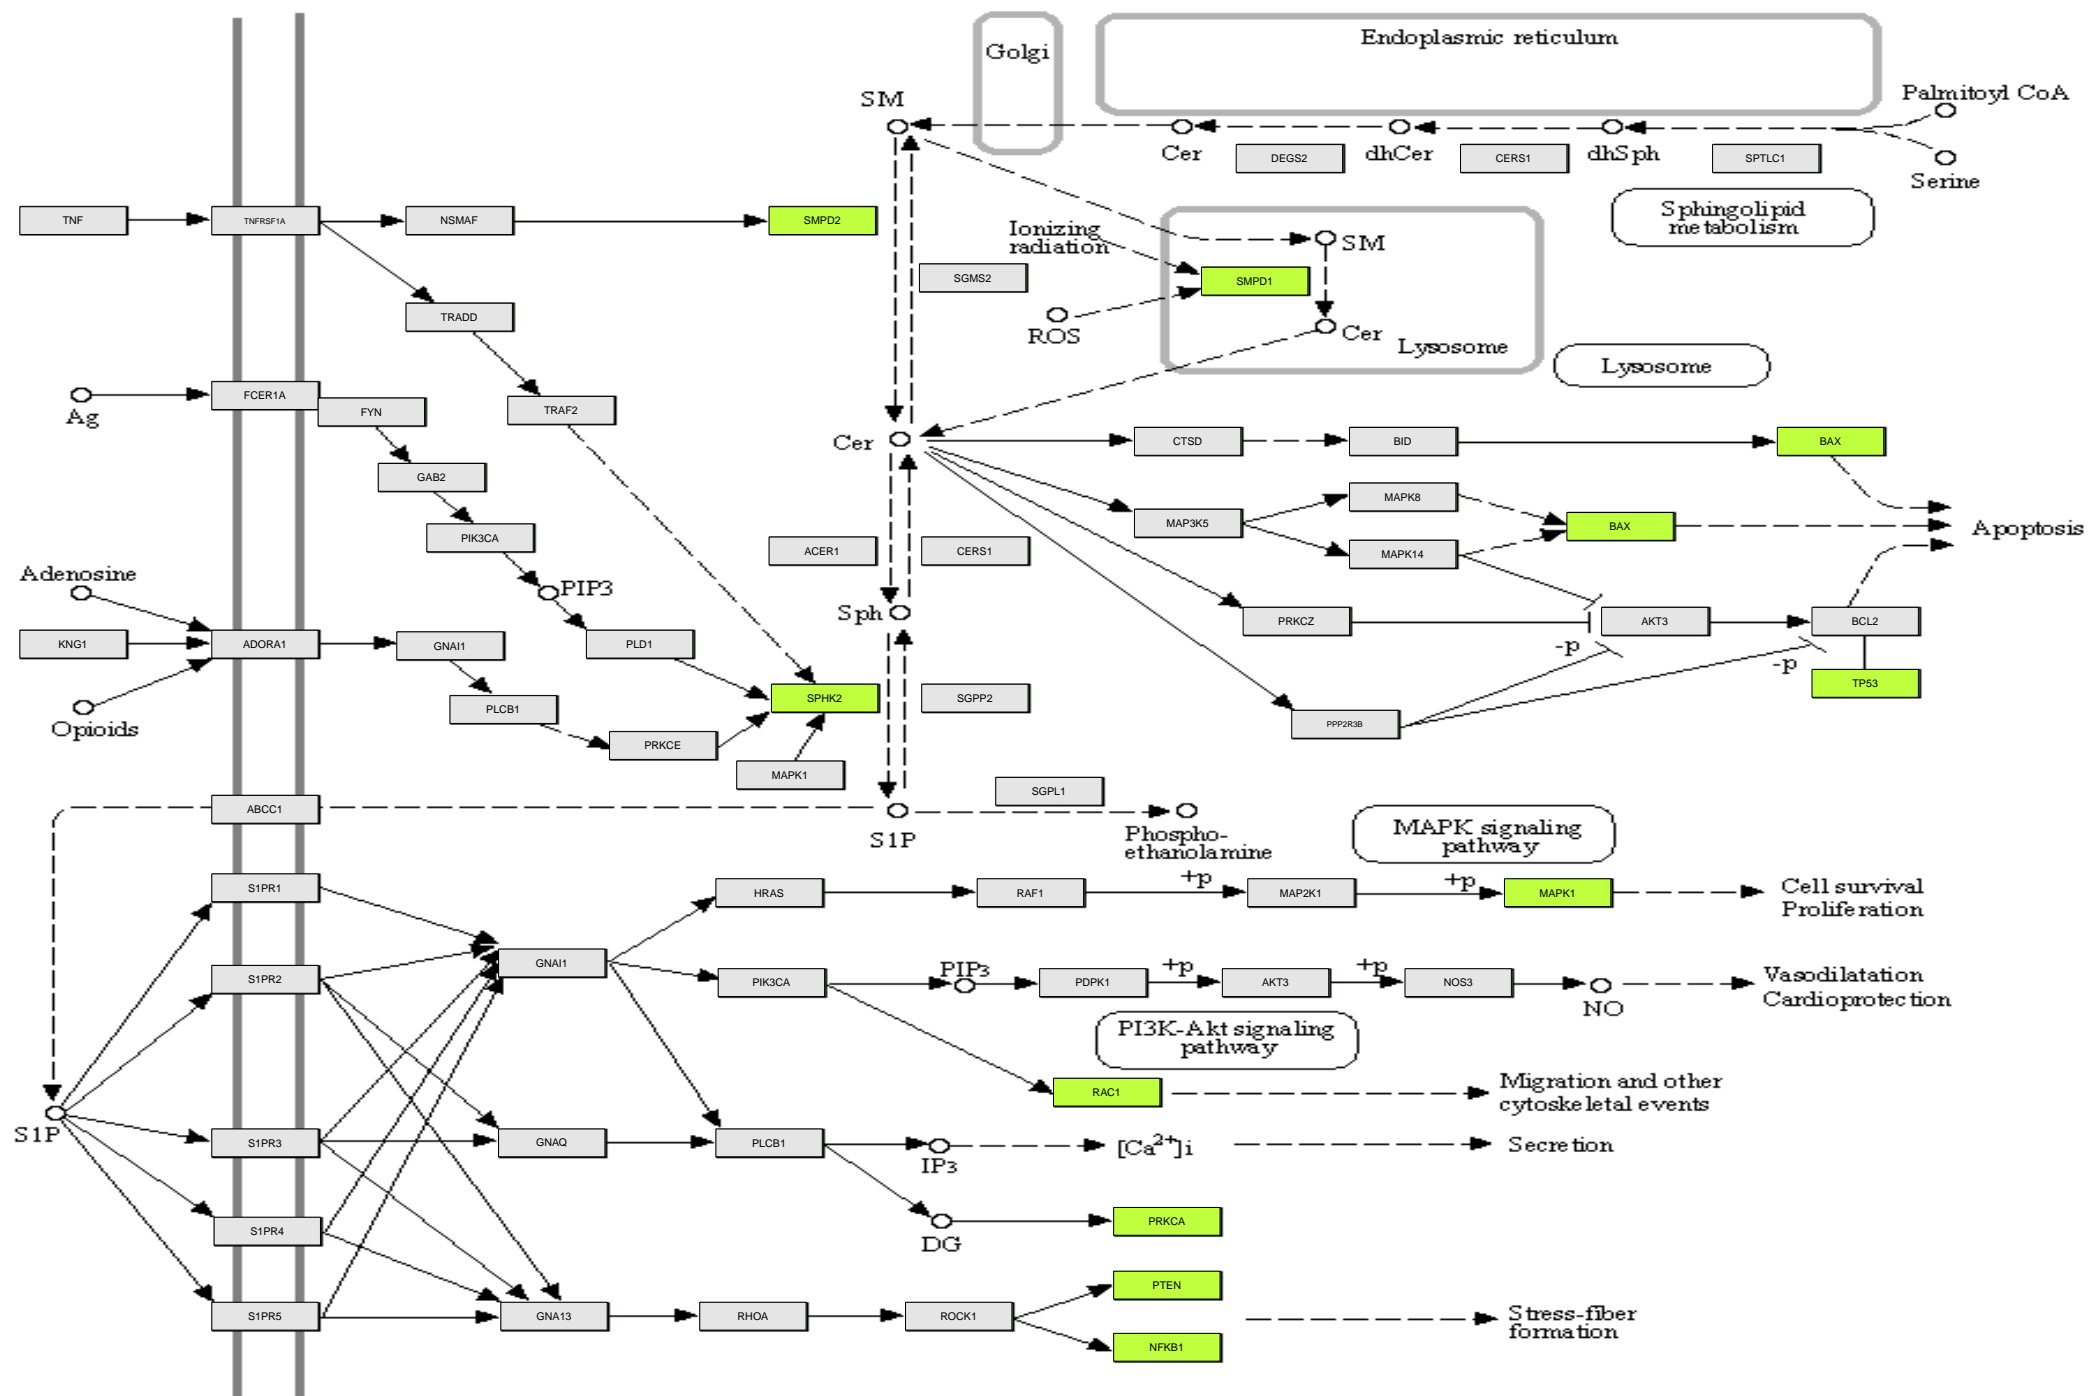 Golgi
Endoplasmic reticulum
SM
Palmitoyl CoA
Cer
DEGS2
dhCer
CERS1
dhSph
SPTLC1
Serine
Sphingolipid
metabolism
TNF
TNFRSF1A
NSMAF
SMPD2
Ionizing
radiation
SM
SGMS2
SMPD1
TRADD
ROS
Cer
Lysosome
Lysosome
FCER1A
Ag
FYN
TRAF2
Cer
CTSD
BID
BAX
GAB2
MAPK8
MAP3K5
BAX
Apoptosis
PIK3CA
ACER1
CERS1
MAPK14
Adenosine
PIP3
Sph
PRKCZ
AKT3
BCL2
KNG1
ADORA1
GNAI1
PLD1
-p
-p
TP53
SPHK2
SGPP2
PLCB1
Opioids
PPP2R3B
PRKCE
MAPK1
SGPL1
ABCC1
S1P
Phospho-
ethanolamine
MAPK signaling
pathway
S1PR1
HRAS
RAF1
+p
MAP2K1
+p
MAPK1
Cell survival
Proliferation
S1PR2
GNAI1
PIK3CA
PIP3
PDPK1
+p
AKT3
+p
NOS3
NO
Vasodilatation
Cardioprotection
PI3K-Akt signaling
pathway
RAC1
Migration and other
cytoskeletal events
S1P
S1PR3
GNAQ
PLCB1
IP3
[Ca2+]i
Secretion
S1PR4
DG
PRKCA
PTEN
S1PR5
GNA13
RHOA
ROCK1
Stress-fiber
formation
NFKB1